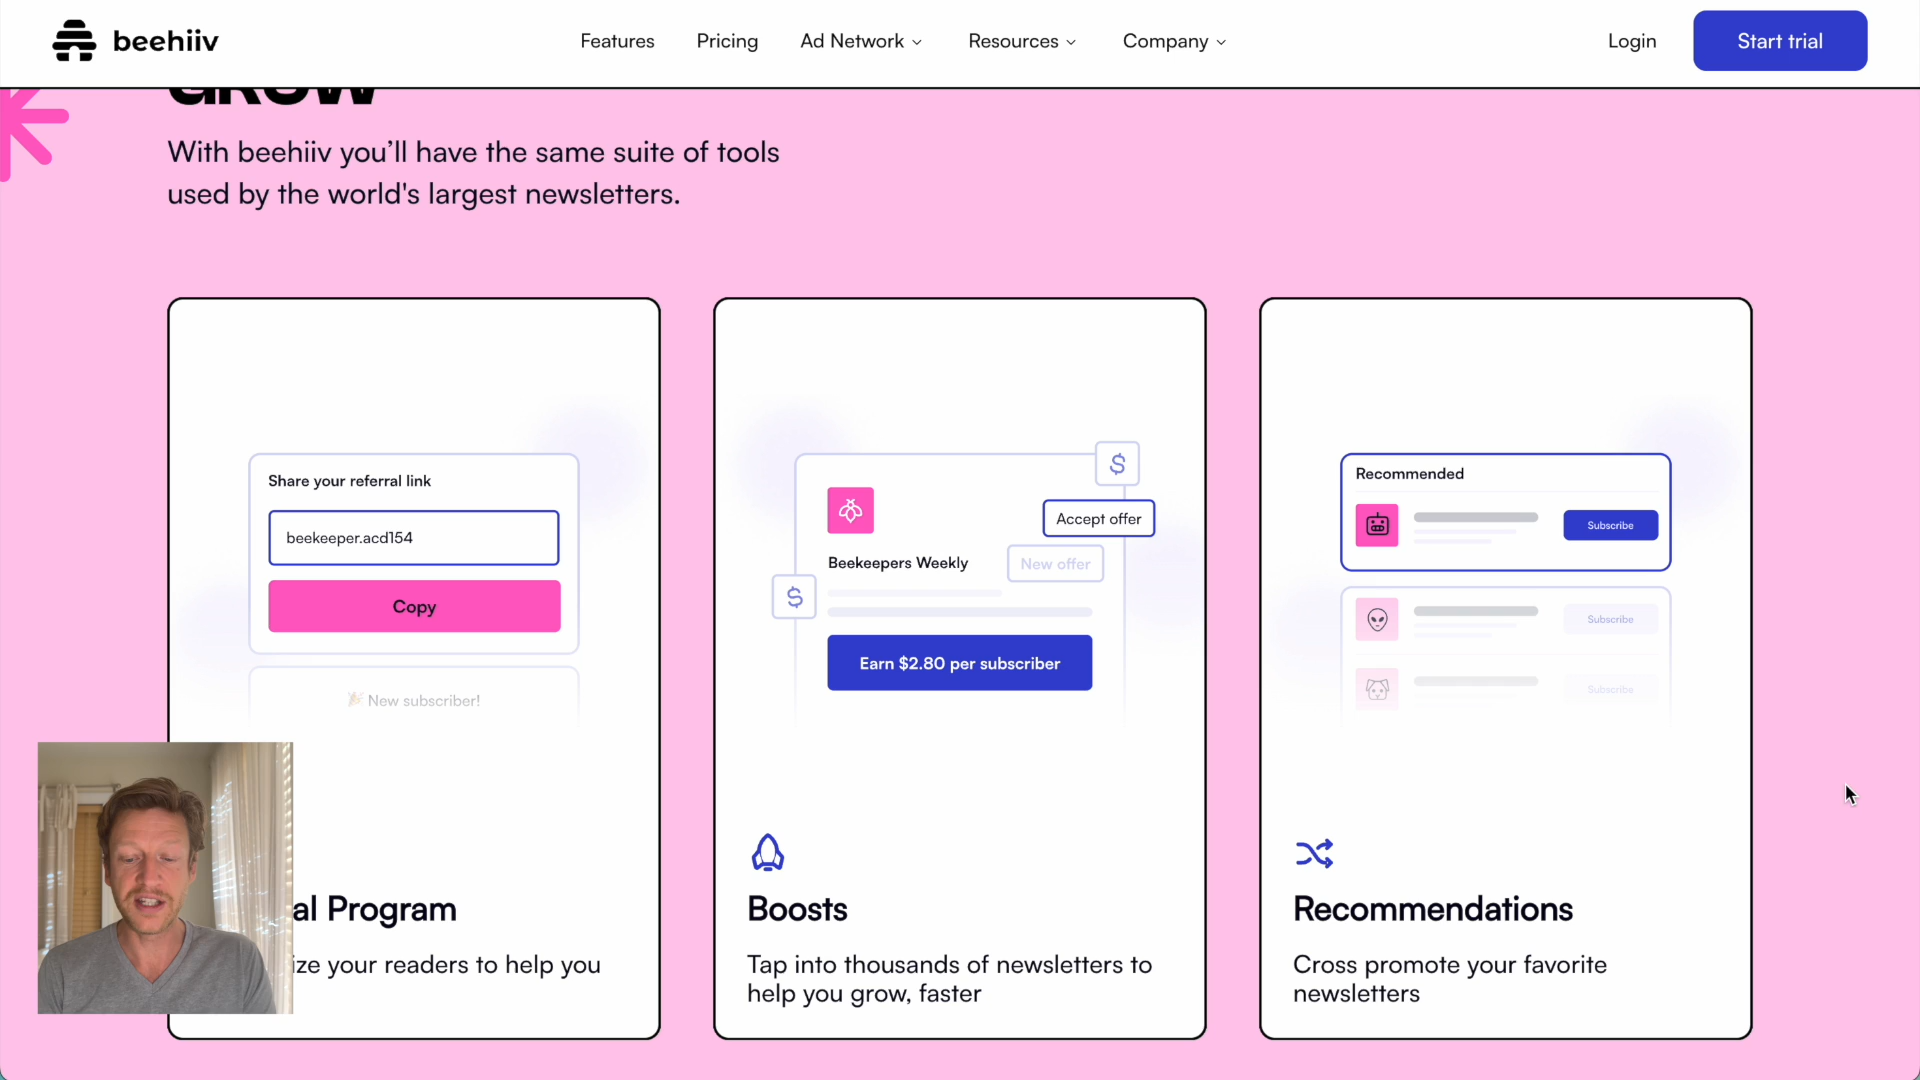 beehiiv
Features
Pricing
Ad Network
Resources
Company
Login
Start trial
GROW
With beehiiv you’ll have the same suite of tools
used by the world's largest newsletters.
Share your referral link
beekeeper.acd154
Copy
🎉 New subscriber!
al Program
ize your readers to help you
$
Accept offer
Beekeepers Weekly
New offer
$
Earn $2.80 per subscriber
Boosts
Tap into thousands of newsletters to
help you grow, faster
Recommended
Subscribe
Subscribe
Subscribe
Recommendations
Cross promote your favorite
newsletters